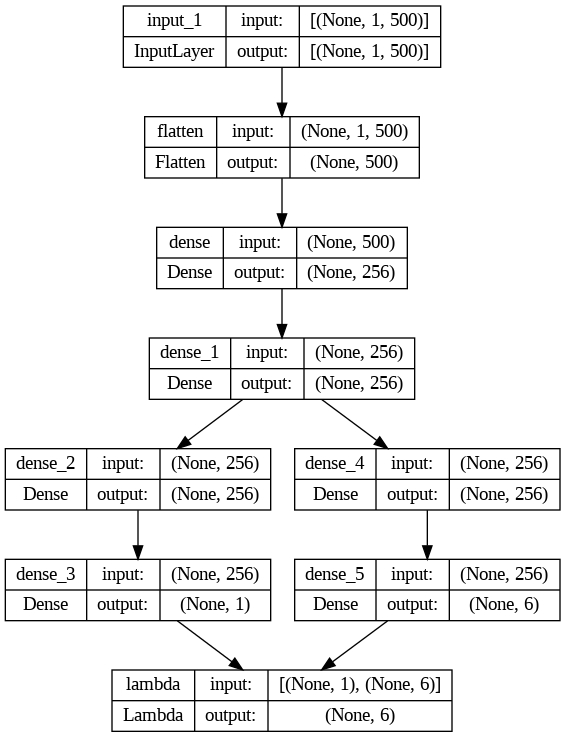 input_1 input: [(None, 1, 500)]
InputLayer output: [(None, 1, 500)]
flatten input: (None, 1, 500)
Flatten output: (None, 500)
dense input: (None, 500)
Dense output: (None, 256)
dense_1 input: (None, 256)
Dense output: (None, 256)
dense_2 input: (None, 256)
Dense output: (None, 256)
dense_4 input: (None, 256)
Dense output: (None, 256)
dense_3 input: (None, 256)
Dense output: (None, 1)
dense_5 input: (None, 256)
Dense output: (None, 6)
lambda input: [(None, 1), (None, 6)]
Lambda output: (None, 6)